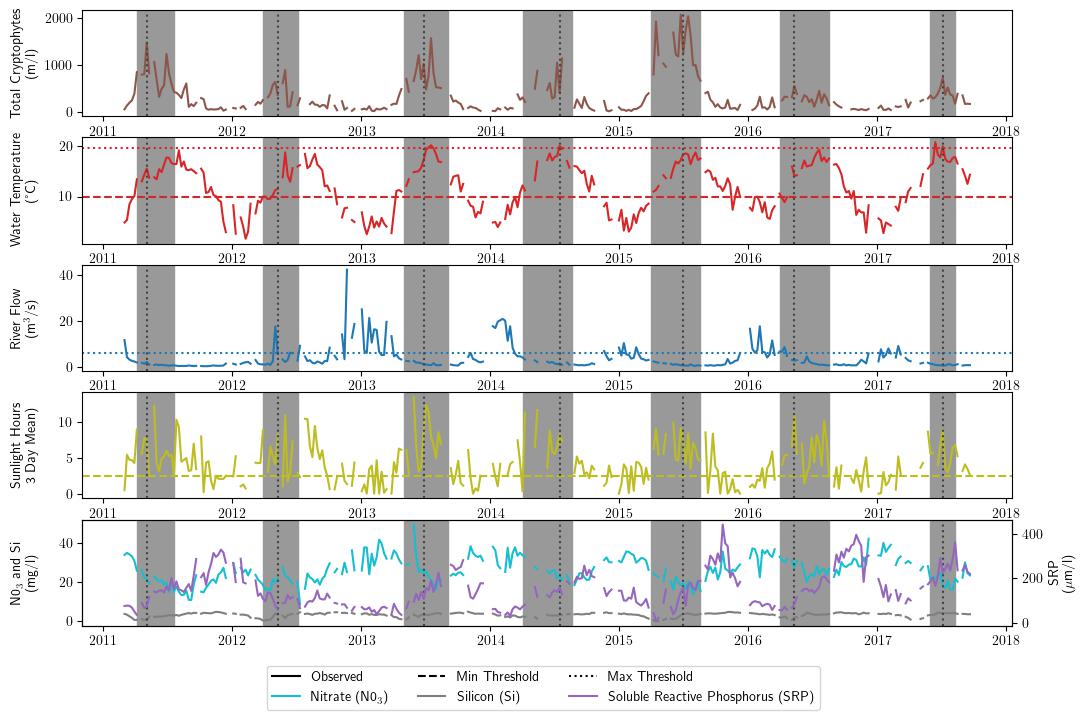 Total Cryptophytes
(m/l)
2000
1000
0
2011 2012 2013 2014 2015 2016 2017 2018
Water Temperature
(°C)
20
10
2011 2012 2013 2014 2015 2016 2017 2018
River Flow
(m³/s)
40
20
0
2011 2012 2013 2014 2015 2016 2017 2018
Sunlight Hours
3 Day Mean)
10
5
0
2011 2012 2013 2014 2015 2016 2017 2018
N0₃ and Si
(mg/l)
40
20
0
400
200
0
SRP
(μm/l)
2011 2012 2013 2014 2015 2016 2017 2018
Observed Min Threshold Max Threshold
Nitrate (N0₃) Silicon (Si) Soluble Reactive Phosphorus (SRP)